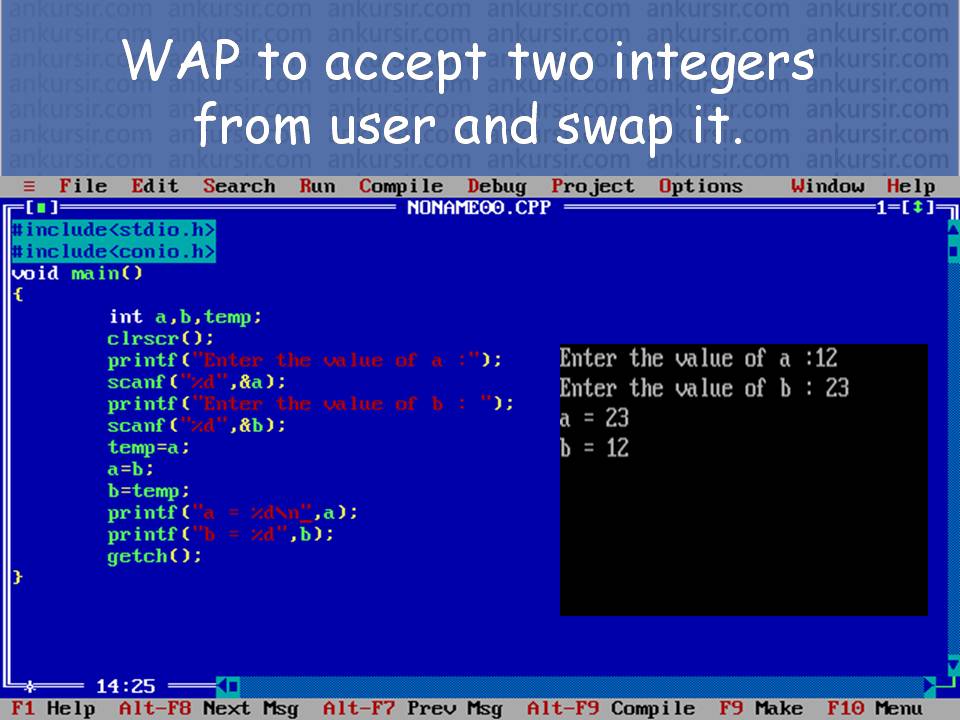 WAP to accept two integers
from user and swap it.
≡ File Edit Search Run Compile Debug Project Options Window Help
[■] NONAME00.CPP 1=[↕]
#include<stdio.h>
#include<conio.h>
void main()
{
int a,b,temp;
clrscr();
printf("Enter the value of a :");
scanf("%d",&a);
printf("Enter the value of b : ");
scanf("%d",&b);
temp=a;
a=b;
b=temp;
printf("a = %d\n",a);
printf("b = %d",b);
getch();
}
Enter the value of a :12
Enter the value of b : 23
a = 23
b = 12
14:25
F1 Help Alt-F8 Next Msg Alt-F7 Prev Msg Alt-F9 Compile F9 Make F10 Menu
ankursir.com